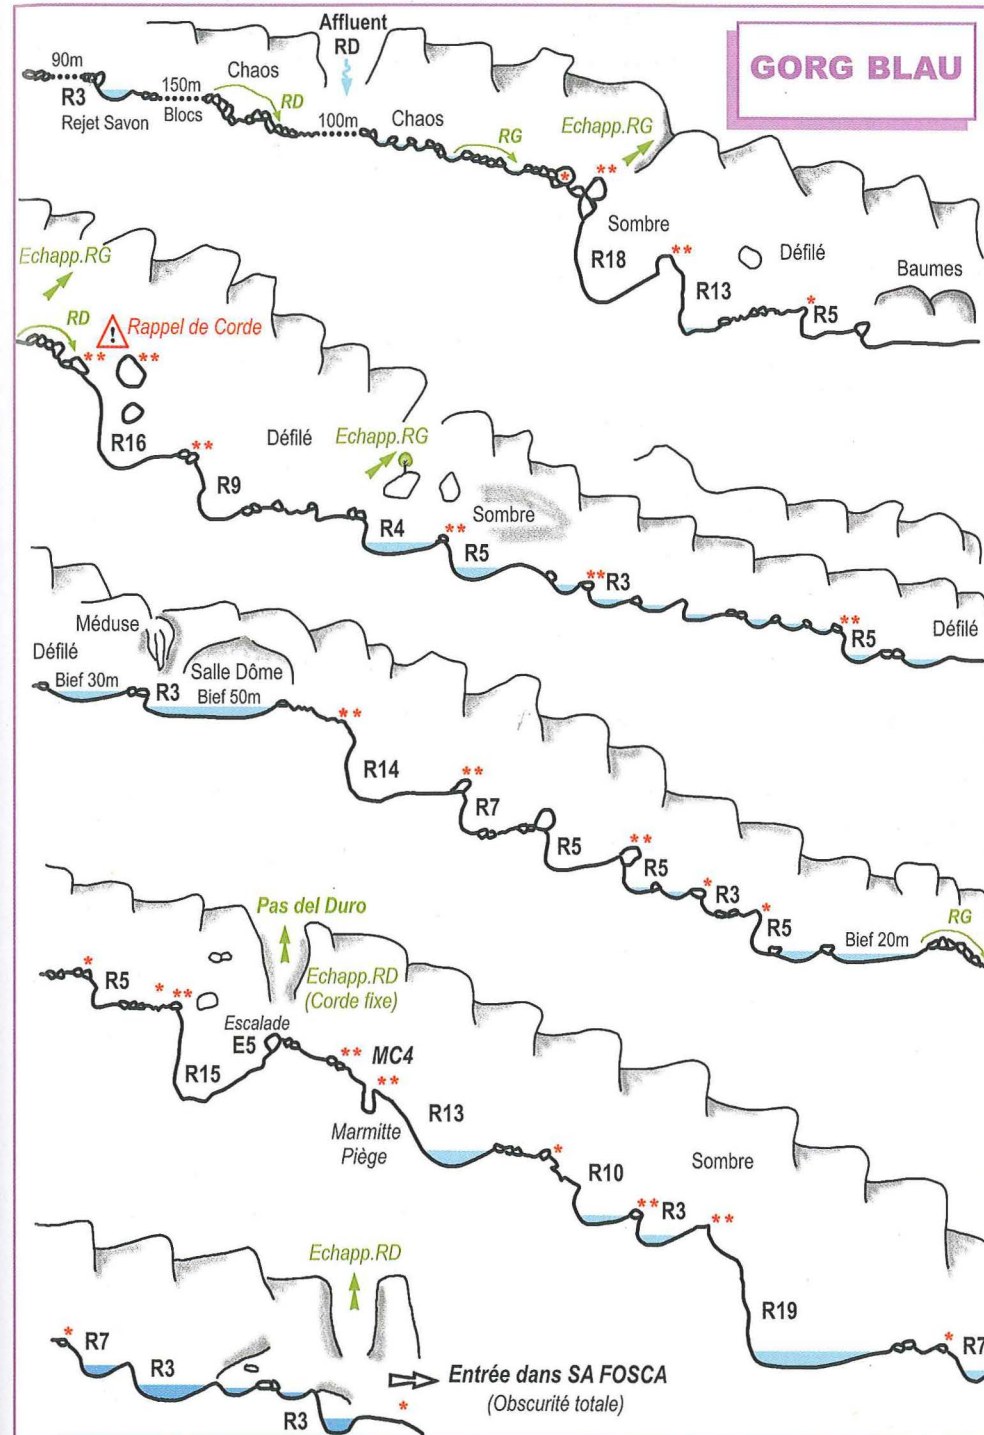 GORG BLAU
Affluent
RD
90m
R3
Rejet Savon
150m
Blocs
Chaos
RD
100m
Chaos
RG
Echapp.RG
*
**
Sombre
R18
**
R13
Défilé
*
R5
Baumes
Echapp.RG
RD
!
Rappel de Corde
**
**
R16
**
R9
Défilé
Echapp.RG
R4
**
R5
Sombre
**R3
**
R5
Défilé
Méduse
Défilé
Bief 30m
R3
Salle Dôme
Bief 50m
**
R14
**
R7
R5
**
R5
*
R3
*
R5
Bief 20m
RG
Pas del Duro
Echapp.RD
(Corde fixe)
*
R5
*
**
R15
Escalade
E5
**
MC4
**
Marmitte
Piège
R13
*
R10
**
R3
Sombre
**
R19
*
R7
Echapp.RD
*
R7
R3
R3
Entrée dans SA FOSCA
(Obscurité totale)
*